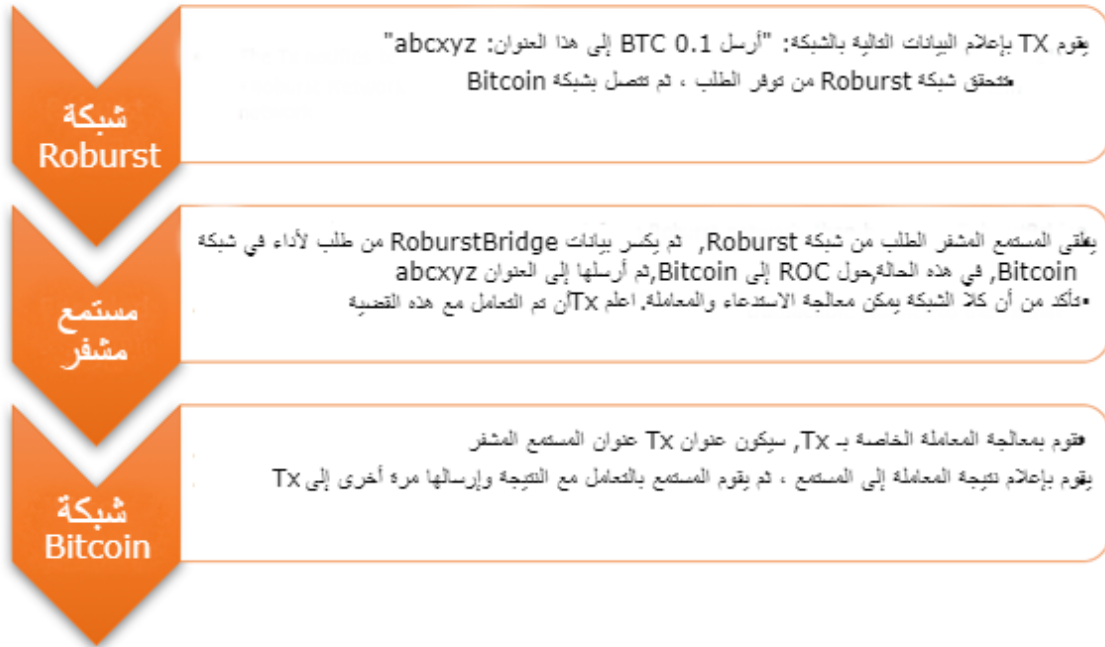 شبكة
Roburst
يقوم TX بإعلام البيانات التالية بالشبكة: "أرسل 0.1 BTC إلى هذا العنوان: abcxyz"
•تتحقق شبكة Roburst من توفر الطلب ، ثم تتصل بشبكة Bitcoin
مستمع
مشفر
يتلقى المستمع المشفر الطلب من شبكة Roburst, ثم يكسر بيانات RoburstBridge من طلب لأداء في شبكة
Bitcoin, في هذه الحالة,حول ROC إلى Bitcoin,ثم أرسلها إلى العنوان abcxyz
•تأكد من أن كلا الشبكة يمكن معالجة الاستدعاء والمعاملة. اعلم Txأن تم التعامل مع هذه القضية
شبكة
Bitcoin
•تقوم بمعالجة المعاملة الخاصة بـ Tx, سيكون عنوان Tx عنوان المستمع المشفر
يقوم بإعلام نتيجة المعاملة إلى المستمع ، ثم يقوم المستمع بالتعامل مع النتيجة وإرسالها مرة أخرى إلى Tx